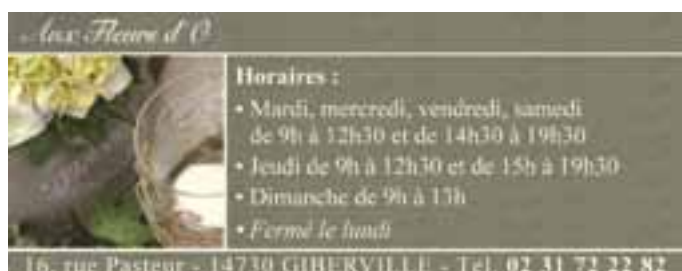 Aux Fleurs d'O
Horaires :
• Mardi, mercredi, vendredi, samedi
de 9h à 12h30 et de 14h30 à 19h30
• Jeudi de 9h à 12h30 et de 15h à 19h30
• Dimanche de 9h à 13h
• Fermé le lundi
16, rue Pasteur - 14730 GIBERVILLE - Tél. 02 31 72 22 82